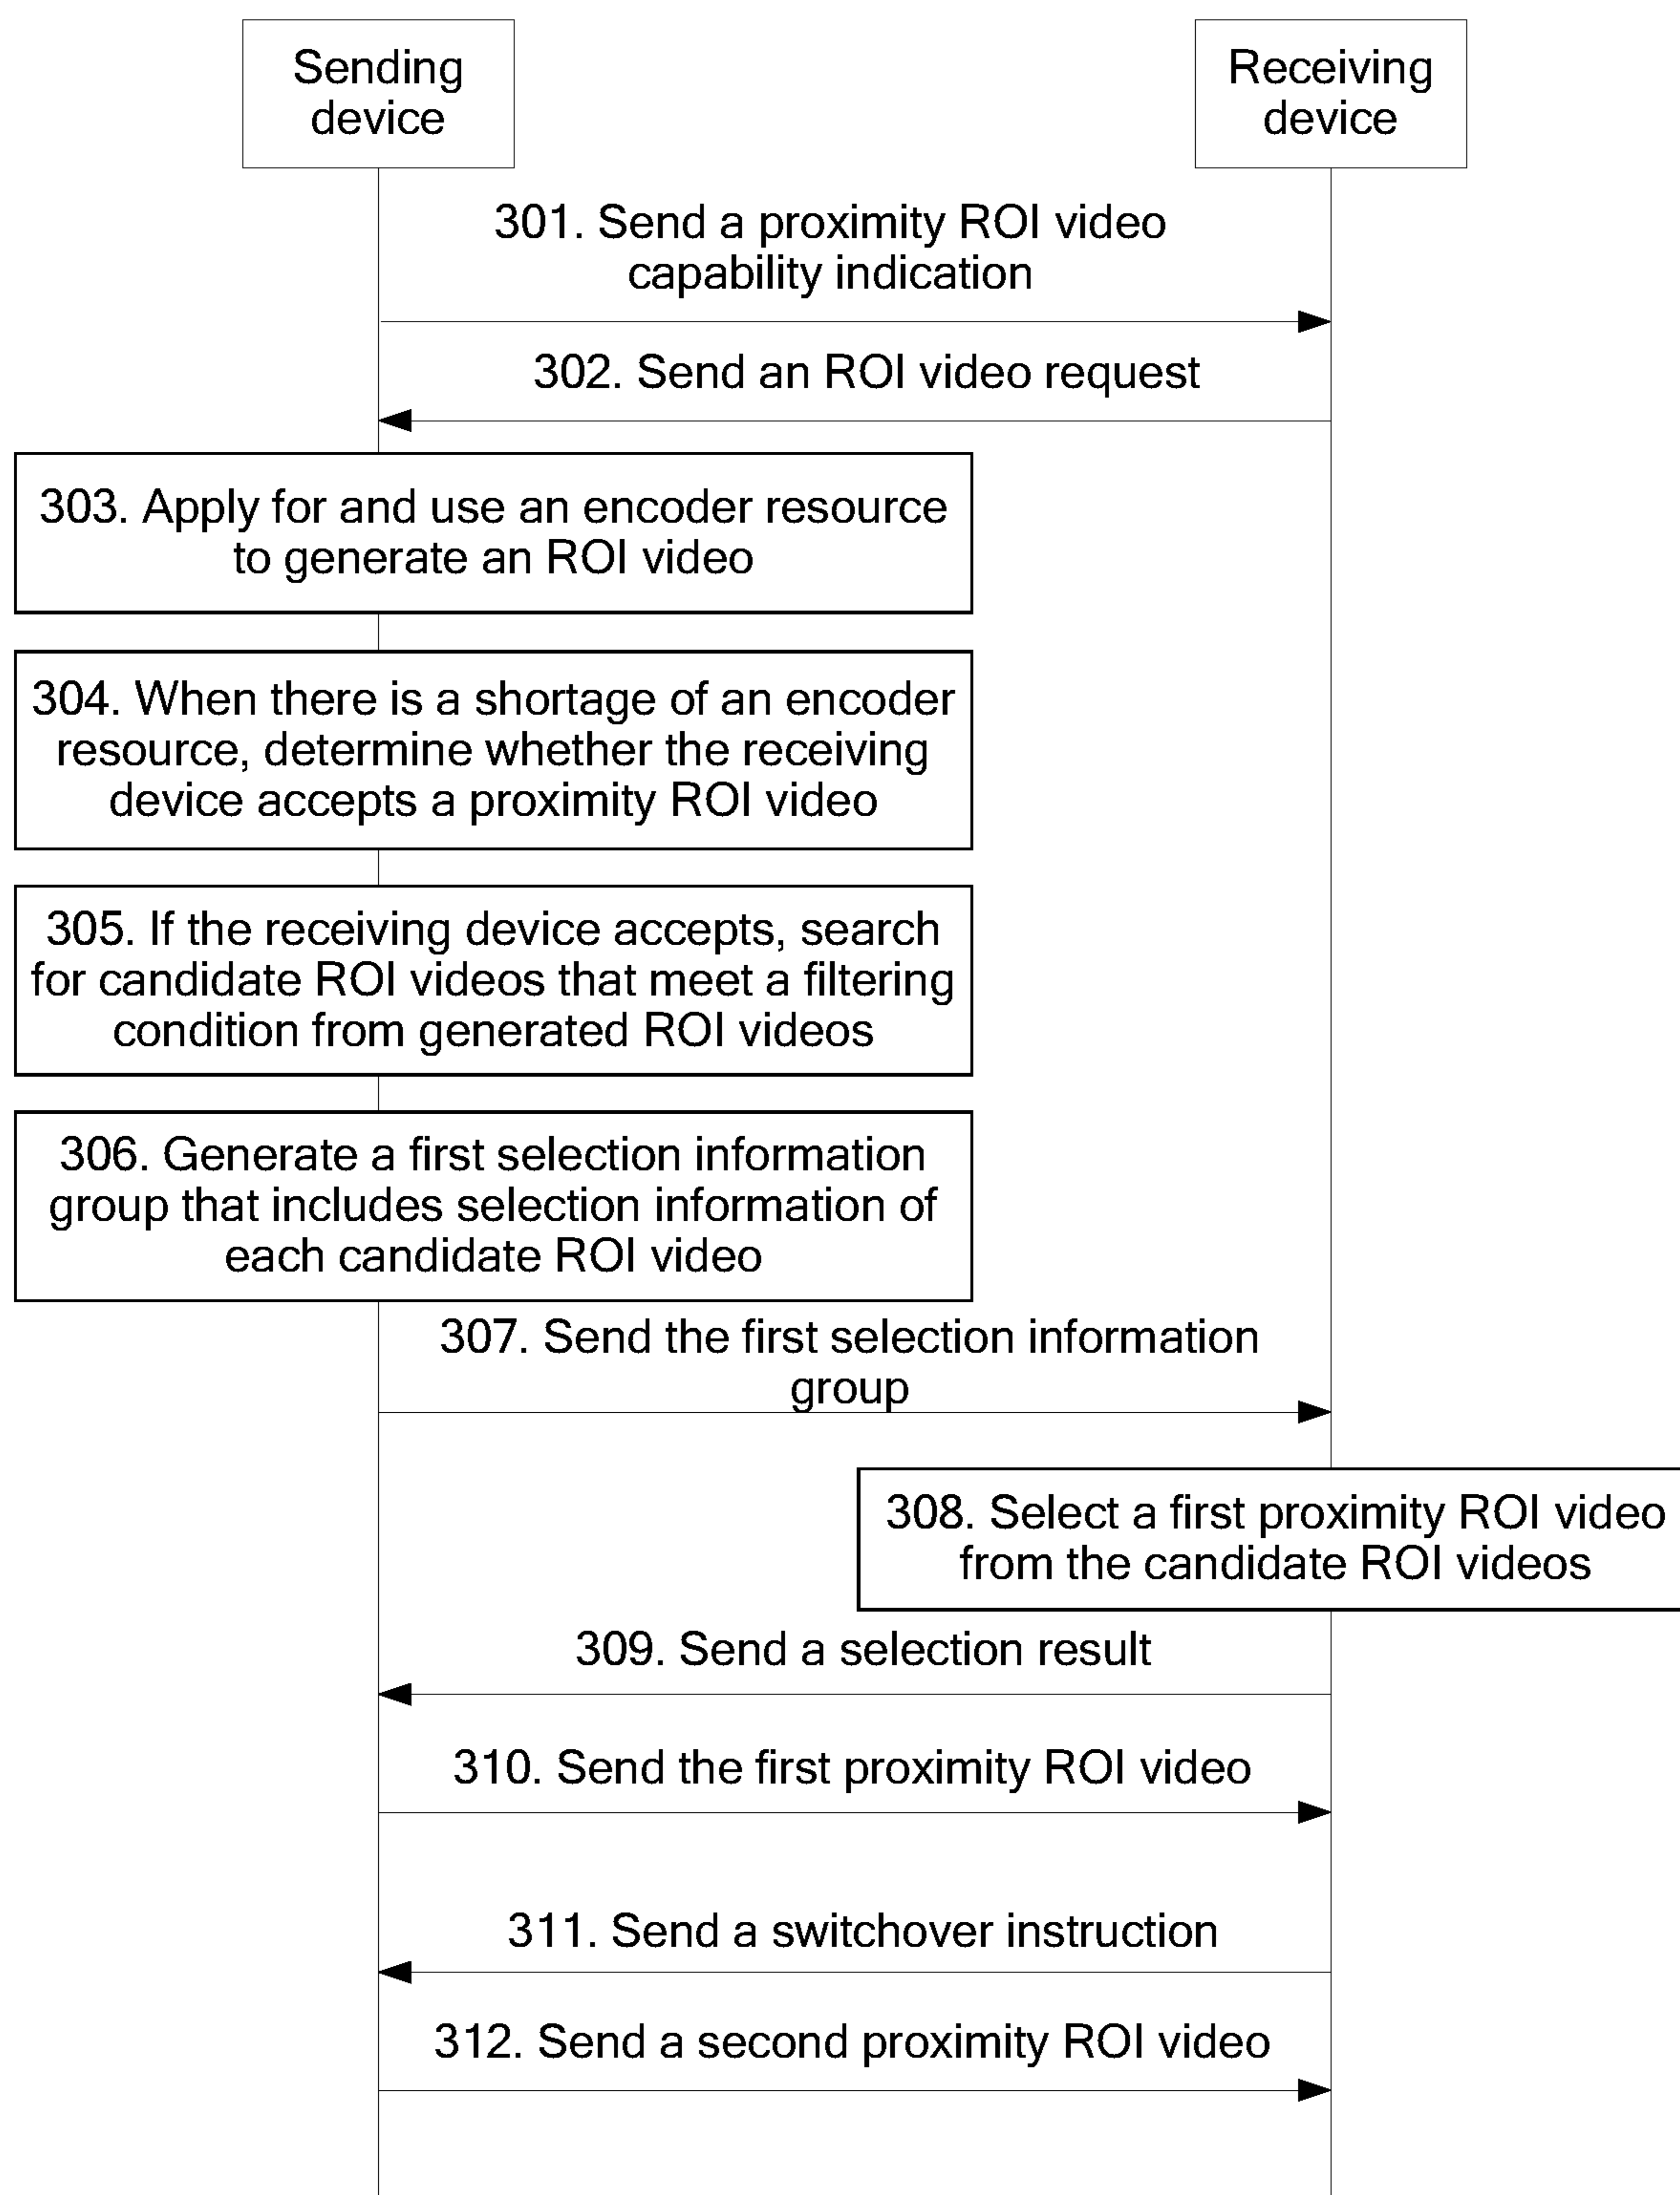 Sending
device
Receiving
device
301. Send a proximity ROI video
capability indication
302. Send an ROI video request
303. Apply for and use an encoder resource
to generate an ROI video
304. When there is a shortage of an encoder
resource, determine whether the receiving
device accepts a proximity ROI video
305. If the receiving device accepts, search
for candidate ROI videos that meet a filtering
condition from generated ROI videos
306. Generate a first selection information
group that includes selection information of
each candidate ROI video
307. Send the first selection information
group
308. Select a first proximity ROI video
from the candidate ROI videos
309. Send a selection result
310. Send the first proximity ROI video
311. Send a switchover instruction
312. Send a second proximity ROI video